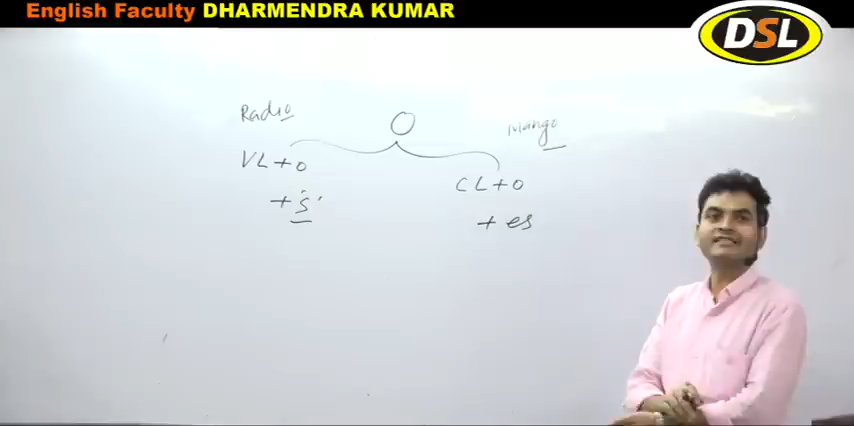 English Faculty DHARMENDRA KUMAR
DSL
Radio
O
Mango
VL + o
CL + o
+ 's'
+ es